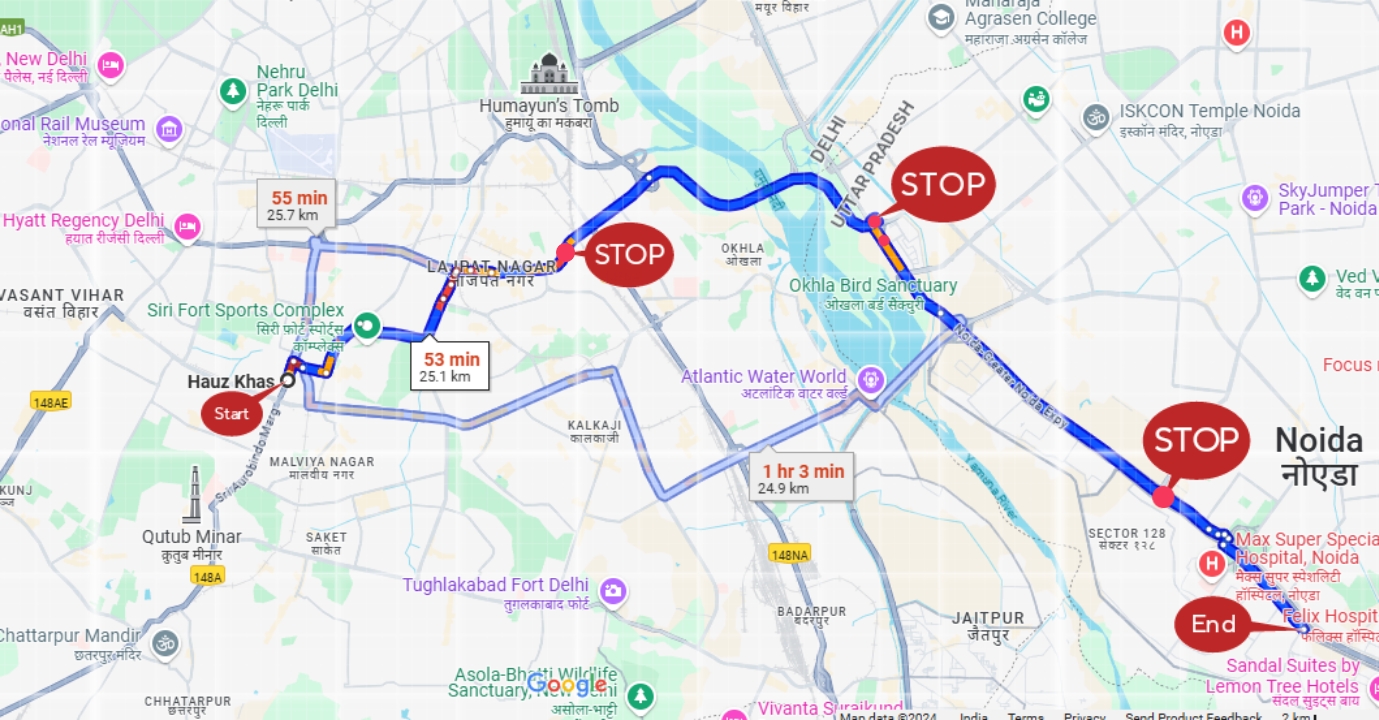 AH1
Maharaja
Agrasen College
महाराजा अग्रसेन कॉलेज
मयूर विहार
H
New Delhi
पैलेस, नई दिल्ली
Nehru
Park Delhi
नेहरू पार्क
दिल्ली
Humayun's Tomb
हुमायूं का मकबरा
ISKCON Temple Noida
इस्कॉन मंदिर, नोएडा
onal Rail Museum
नेशनल रेल म्यूजियम
DELHI
UTTAR PRADESH
STOP
55 min
25.7 km
SkyJumper T
Park - Noida
Hyatt Regency Delhi
हयात रीजेंसी दिल्ली
STOP
OKHLA
ओखला
LAJPAT NAGAR
लाजपत नगर
VASANT VIHAR
वसंत विहार
Okhla Bird Sanctuary
ओखला बर्ड सैंक्चुरी
Ved V
वेद वन प
Siri Fort Sports Complex
सिरी फोर्ट स्पोर्ट्स
कॉम्प्लेक्स
53 min
25.1 km
Noida-Greater Noida Expy
Focus
Hauz Khas
Start
148AE
Atlantic Water World
अटलांटिक वाटर वर्ल्ड
KALKAJI
कालकाजी
STOP
Noida
नोएडा
Sri Aurobindo Marg
MALVIYA NAGAR
मालवीय नगर
1 hr 3 min
24.9 km
Yamuna River
KUNJ
Qutub Minar
क़ुतुब मीनार
SAKET
साकेत
148A
148NA
SECTOR 128
सेक्टर १२८
Max Super Specia
Hospital, Noida
मैक्स सुपर स्पेशलिटी
हॉस्पिटल, नोएडा
H
Tughlakabad Fort Delhi
तुगलकाबाद फोर्ट
BADARPUR
बदरपुर
JAITPUR
जैतपुर
End
Felix Hospit
फेलिक्स हॉस्पि
Chattarpur Mandir
छतरपुर मंदिर
Sandal Suites by
Lemon Tree Hotels
संदल सुइट्स बाय
Asola-Bhatti Wildlife
Sanctuary, New Delhi
असोला-भाट्टी
Google
CHHATARPUR
छत्तरपुर
Vivanta Surajkund
Map data ©2024
India
Terms
Privacy
Send Product Feedback
2 km